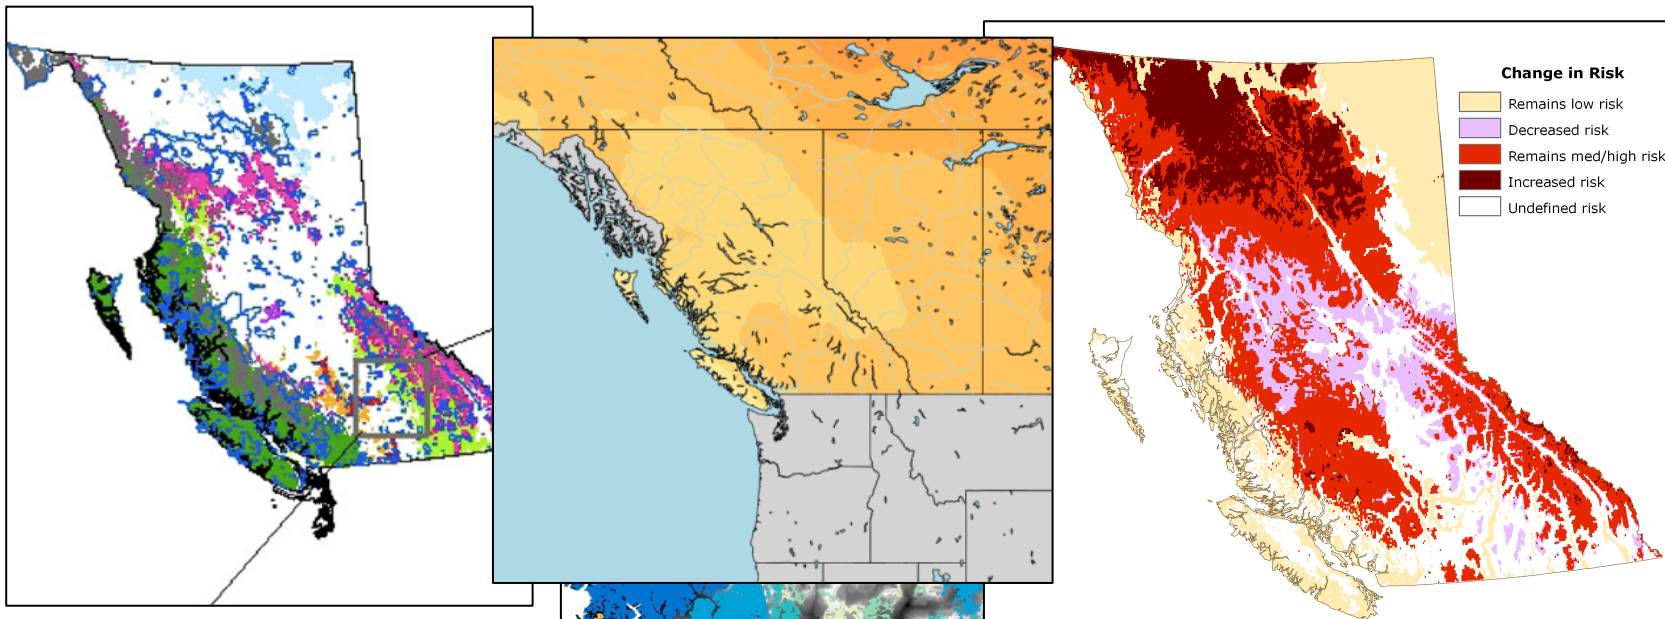 Change in Risk
Remains low risk
Decreased risk
Remains med/high risk
Increased risk
Undefined risk